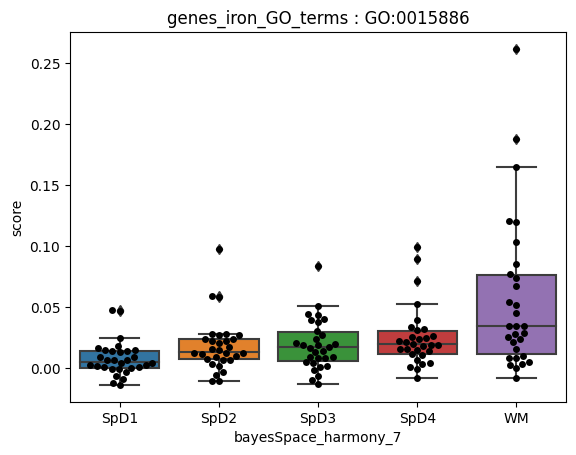 genes_iron_GO_terms : GO:0015886
0.25
0.20
0.15
0.10
0.05
0.00
score
SpD1 SpD2 SpD3 SpD4 WM
bayesSpace_harmony_7